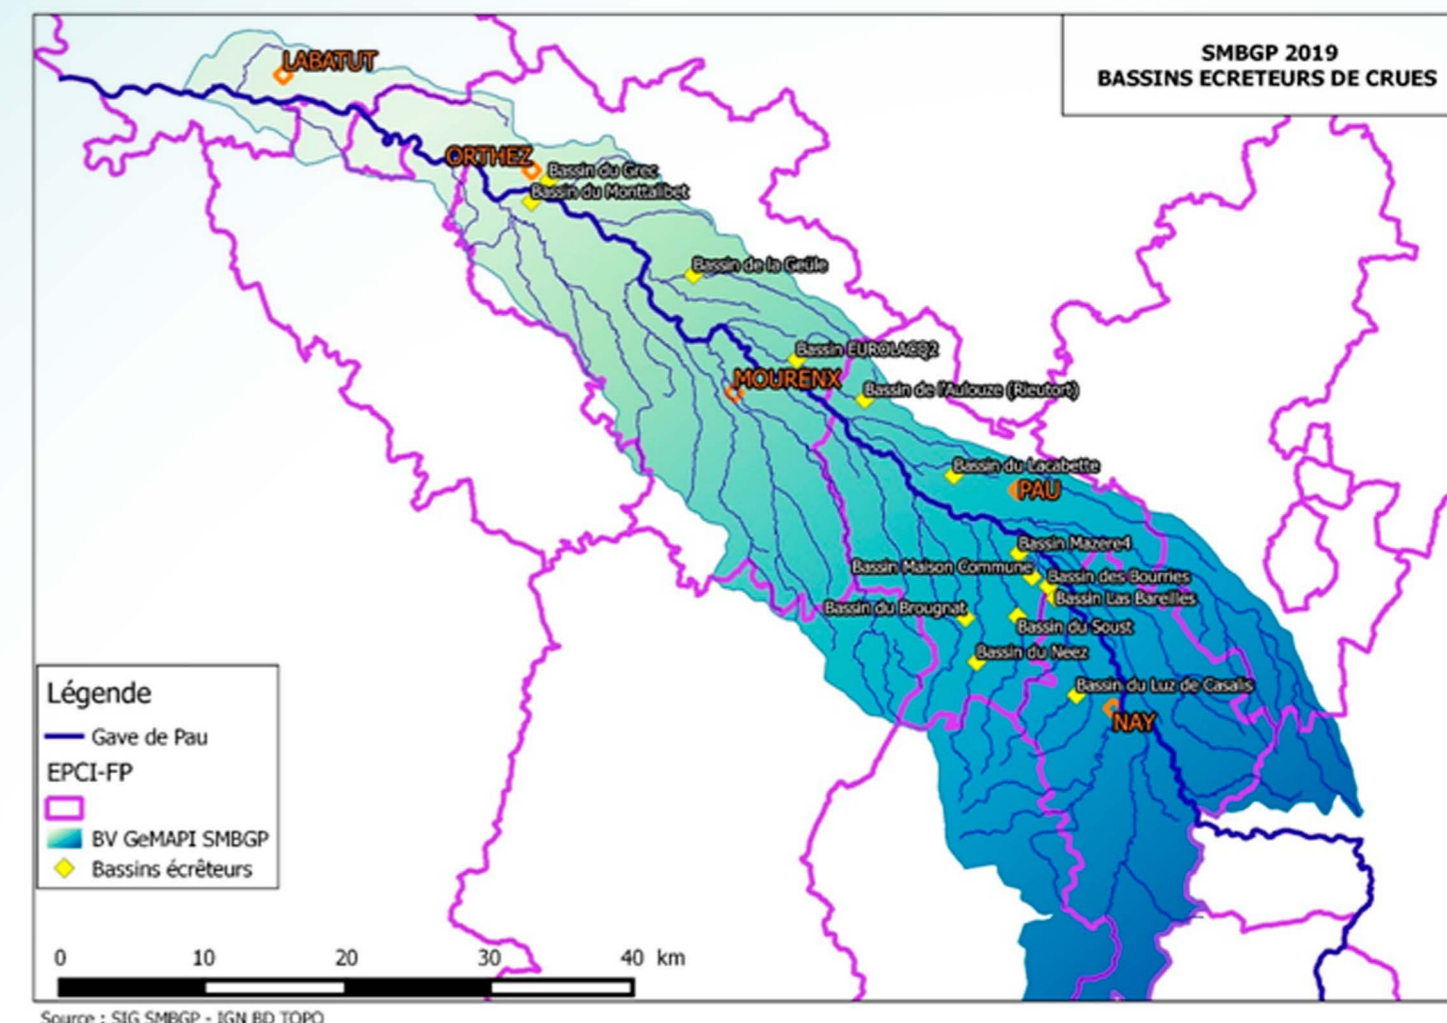 SMBGP 2019
BASSINS ECRETEURS DE CRUES
LABATUT
ORTHEZ
Bassin du Grec
Bassin du Monttalibet
Bassin de la Geüle
Bassin EUROLACQ2
MOURENX
Bassin de l'Aulouze (Rieutort)
Bassin du Lacabette
PAU
Bassin Mazere4
Bassin Maison Commune
Bassin des Bourries
Bassin Las Bareilles
Bassin du Brougnat
Bassin du Soust
Bassin du Neez
Bassin du Luz de Casalis
NAY
Légende
Gave de Pau
EPCI-FP
BV GeMAPI SMBGP
Bassins écrêteurs
0 10 20 30 40 km
Source : SIG SMBGP - IGN BD TOPO